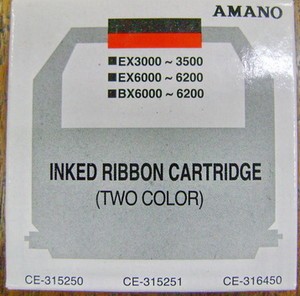 AMANO
■EX3000 ~ 3500
■EX6000 ~ 6200
■BX6000 ~ 6200
INKED RIBBON CARTRIDGE
(TWO COLOR)
CE-315250 CE-315251 CE-316450